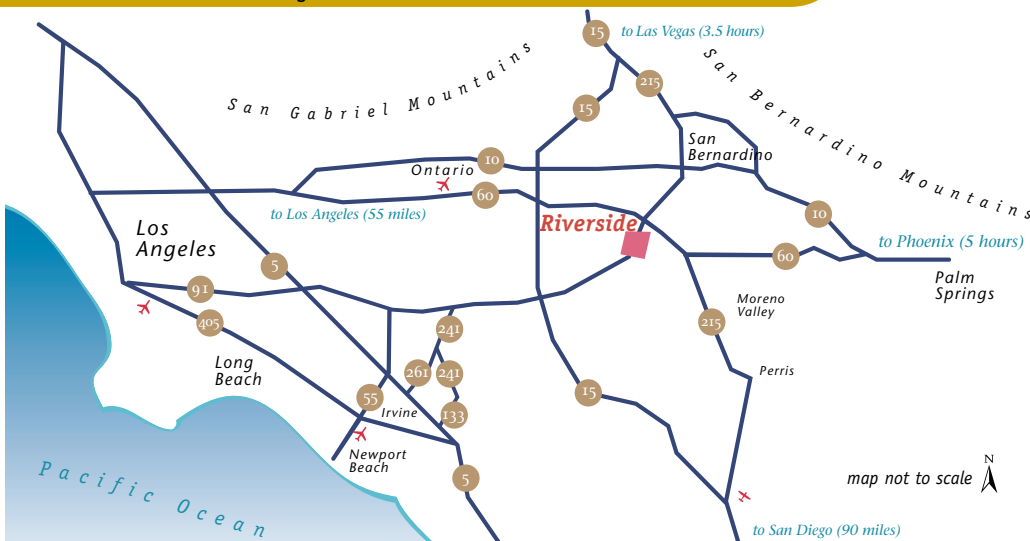 15
to Las Vegas (3.5 hours)
San Gabriel Mountains
San Bernardino Mountains
215
15
San
Bernardino
10
Ontario
60
to Los Angeles (55 miles)
Riverside
10
Los
Angeles
to Phoenix (5 hours)
60
5
Palm
Springs
91
Moreno
Valley
405
241
215
Long
Beach
261
241
Perris
15
55
Irvine
133
Newport
Beach
Pacific Ocean
5
N
map not to scale
to San Diego (90 miles)